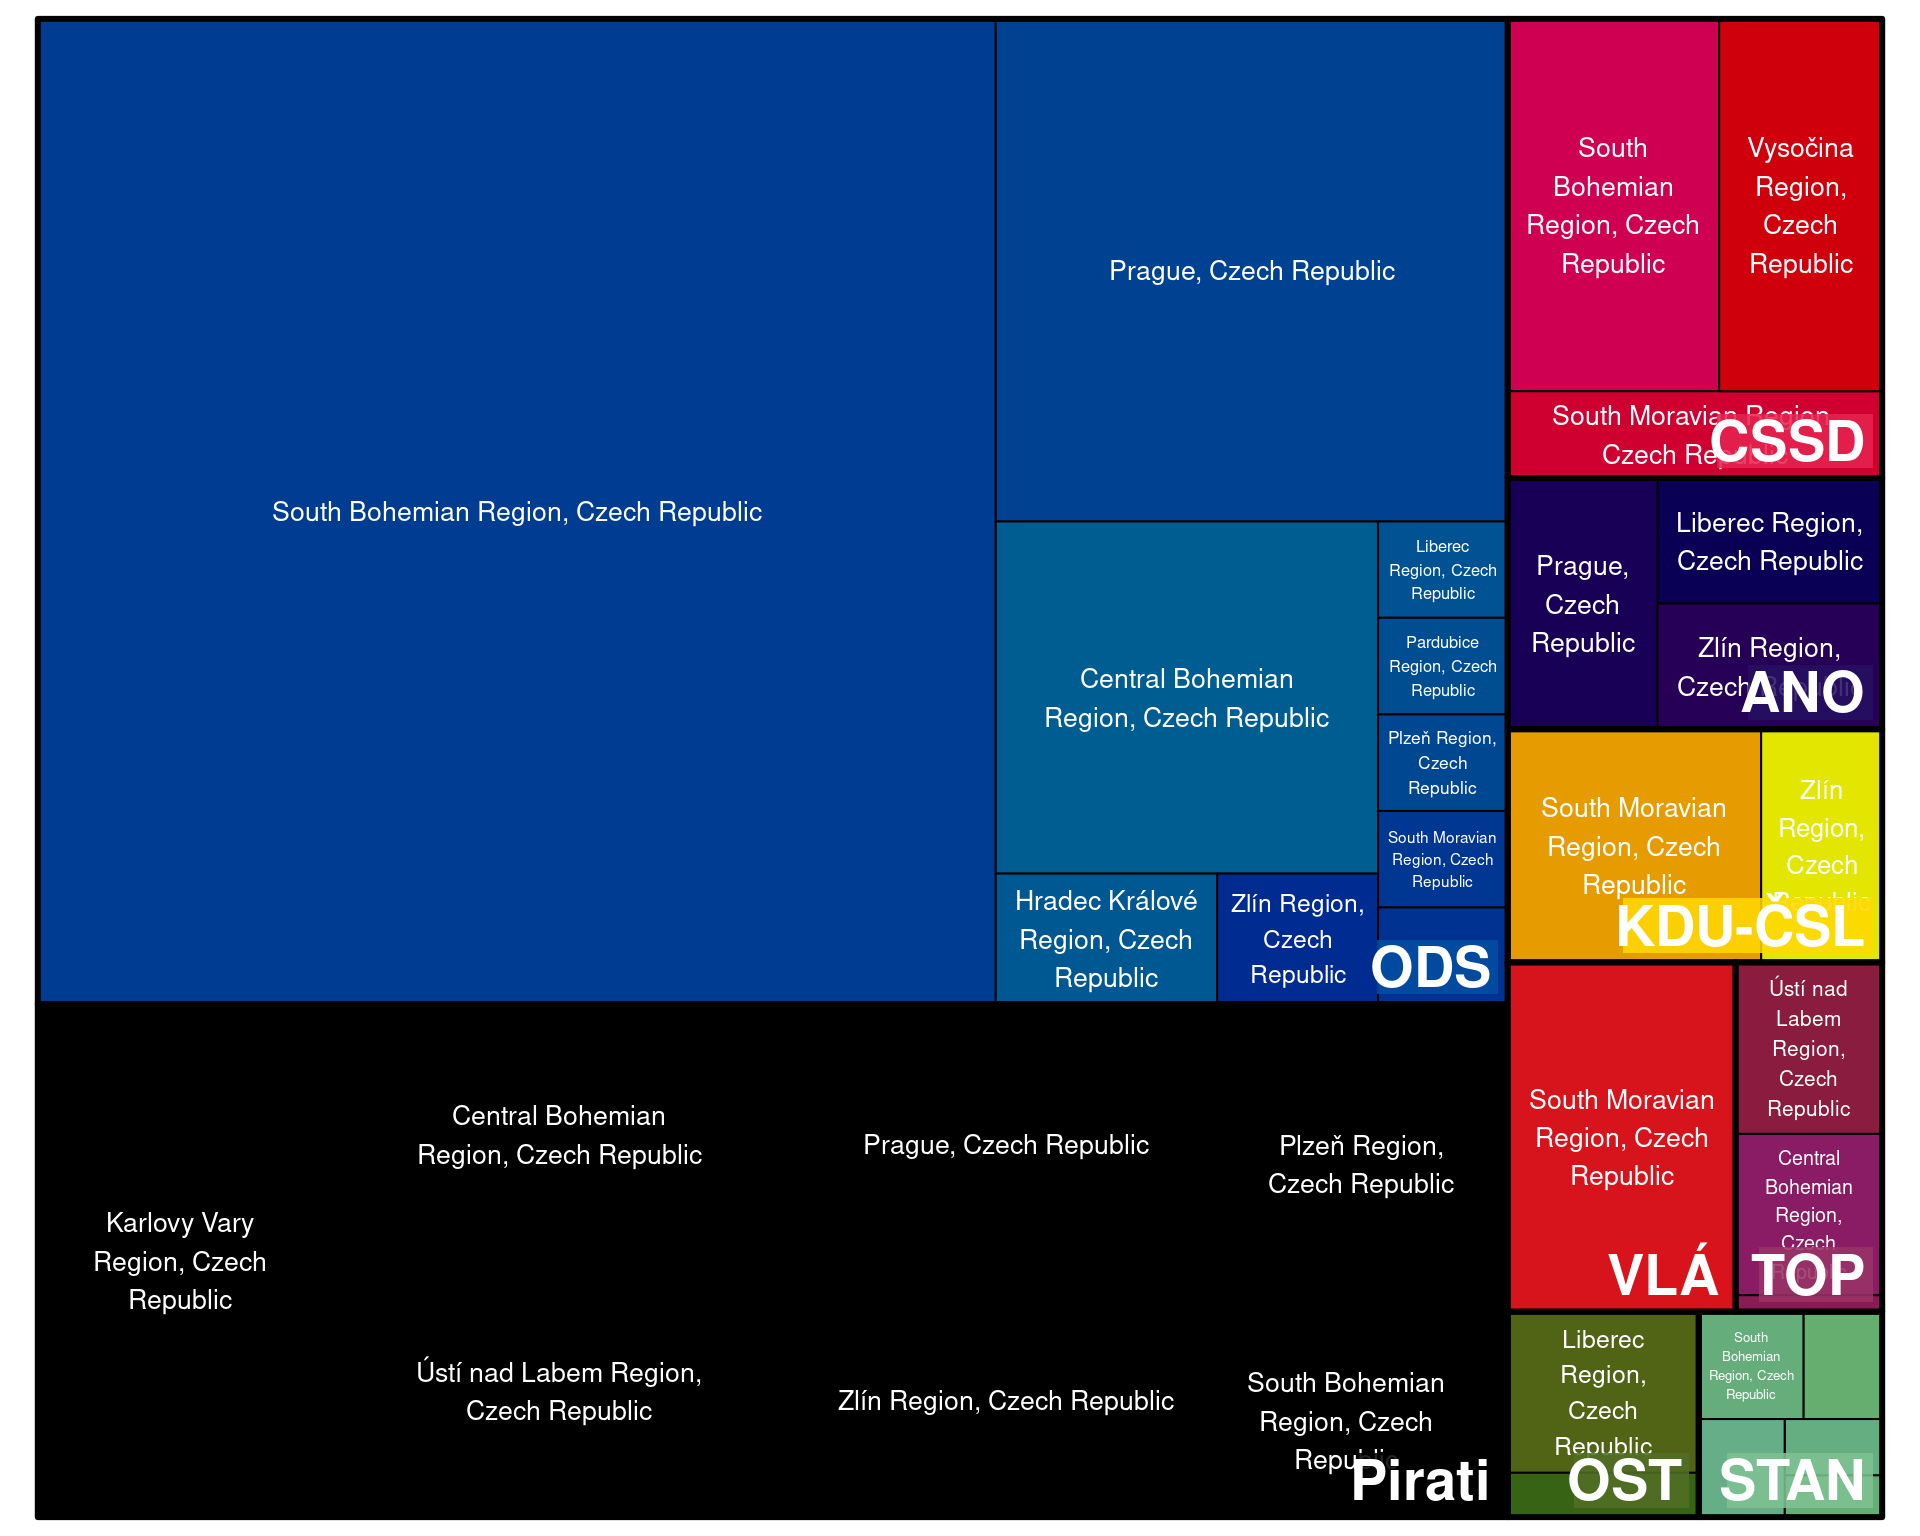 South Bohemian Region, Czech Republic
Prague, Czech Republic
Central Bohemian
Region, Czech Republic
Liberec
Region, Czech
Republic
Pardubice
Region, Czech
Republic
Plzeň Region,
Czech
Republic
South Moravian
Region, Czech
Republic
Hradec Králové
Region, Czech
Republic
Zlín Region,
Czech
Republic
ODS
Karlovy Vary
Region, Czech
Republic
Central Bohemian
Region, Czech Republic
Ústí nad Labem Region,
Czech Republic
Prague, Czech Republic
Zlín Region, Czech Republic
Plzeň Region,
Czech Republic
South Bohemian
Region, Czech
Republic
Pirati
South
Bohemian
Region, Czech
Republic
Vysočina
Region,
Czech
Republic
South Moravian Region,
Czech Republic
CSSD
Prague,
Czech
Republic
Liberec Region,
Czech Republic
Zlín Region,
Czech Republic
ANO
South Moravian
Region, Czech
Republic
Zlín
Region,
Czech
Republic
KDU-ČSL
South Moravian
Region, Czech
Republic
VLÁ
Ústí nad
Labem
Region,
Czech
Republic
Central
Bohemian
Region,
Czech
Republic
TOP
Liberec
Region,
Czech
Republic
OST
South
Bohemian
Region, Czech
Republic
STAN